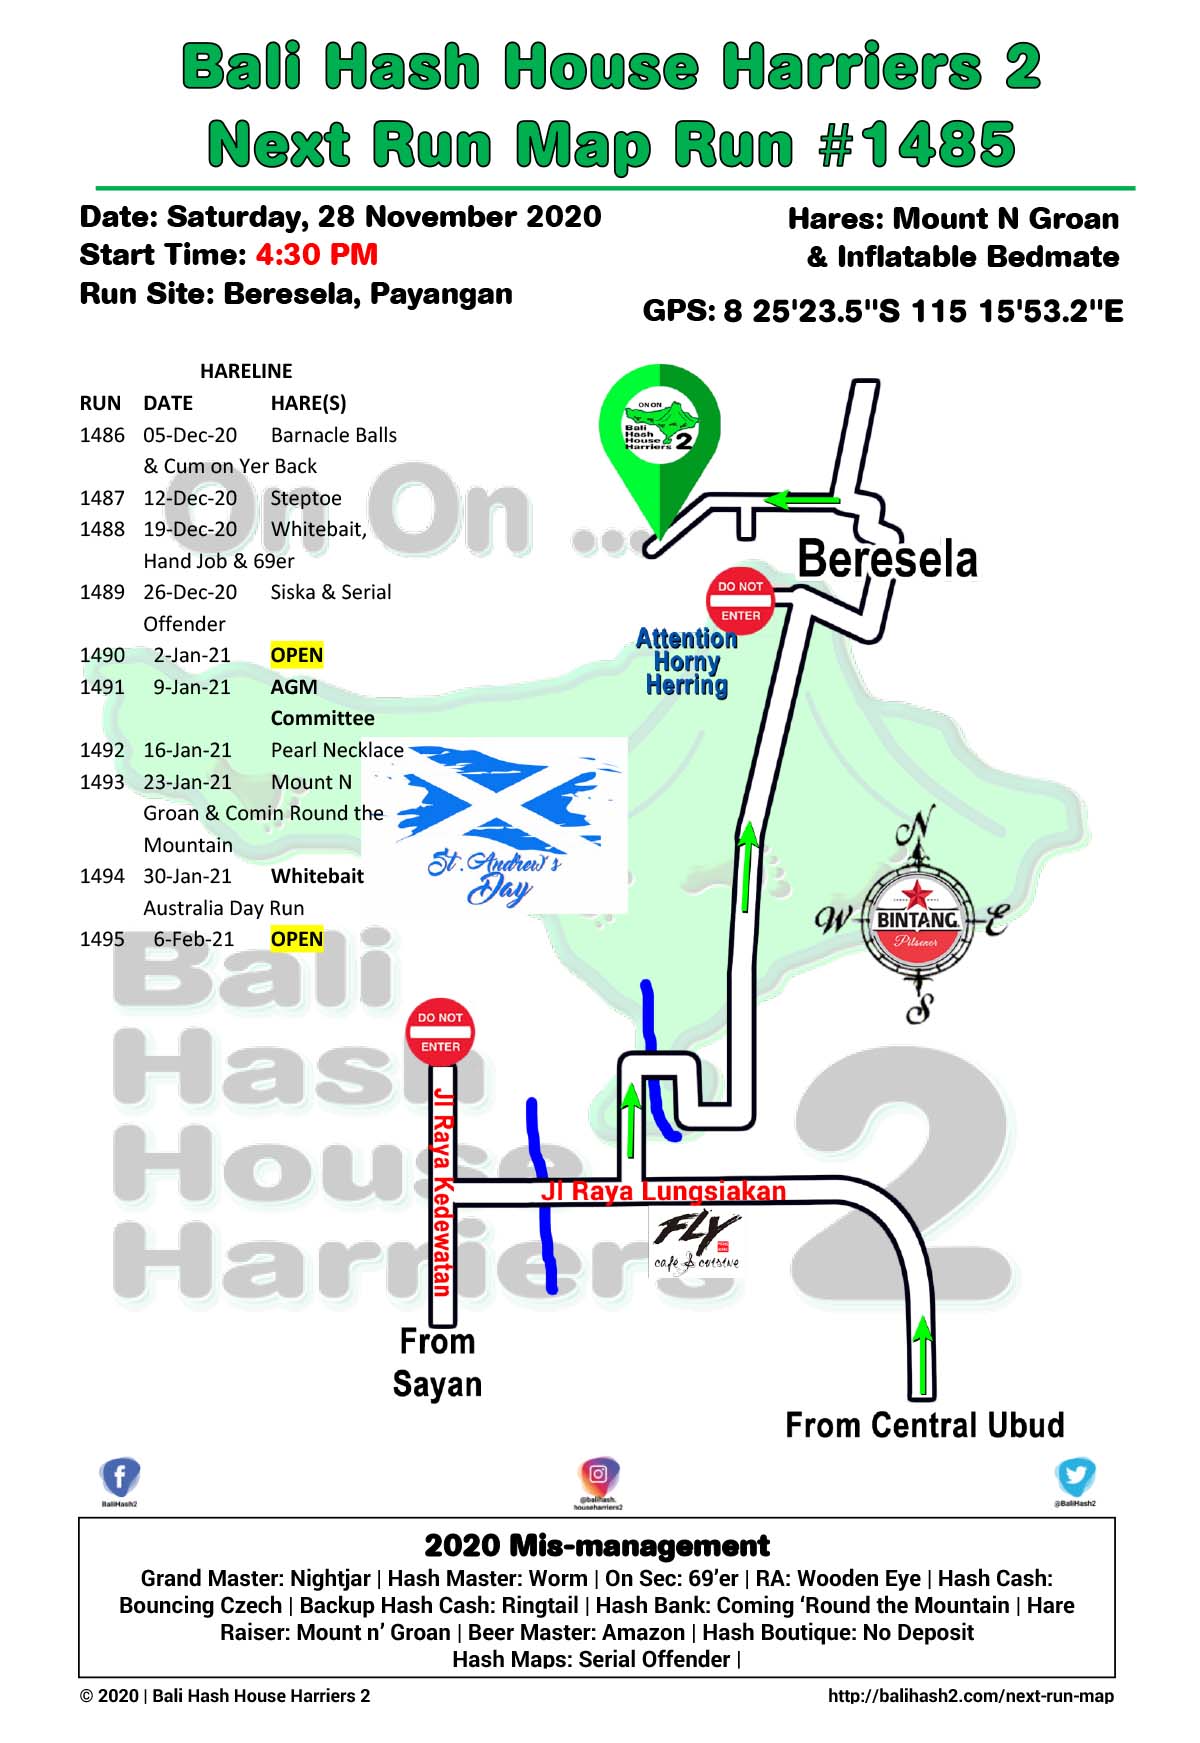 Bali Hash House Harriers 2
Next Run Map Run #1485
Date: Saturday, 28 November 2020
Start Time: 4:30 PM
Run Site: Beresela, Payangan
Hares: Mount N Groan
& Inflatable Bedmate
GPS: 8 25'23.5"S 115 15'53.2"E
HARELINE
RUN DATE HARE(S)
1486 05-Dec-20 Barnacle Balls
& Cum on Yer Back
1487 12-Dec-20 Steptoe
1488 19-Dec-20 Whitebait,
Hand Job & 69er
1489 26-Dec-20 Siska & Serial
Offender
1490 2-Jan-21 OPEN
1491 9-Jan-21 AGM
Committee
1492 16-Jan-21 Pearl Necklace
1493 23-Jan-21 Mount N
Groan & Comin Round the
Mountain
1494 30-Jan-21 Whitebait
Australia Day Run
1495 6-Feb-21 OPEN
On On ...
Bali
Hash
House
Harriers 2
ON ON
Bali
Hash
House
Harriers 2
Beresela
DO NOT
ENTER
Attention
Horny
Herring
St. Andrew's
Day
N
W E
S
BINTANG
Pilsener
DO NOT
ENTER
Jl Raya Kedewatan
Jl Raya Lungsiakan
FLY
café & cuisine
From
Sayan
From Central Ubud
BaliHash2
@balihash.
househarriers2
@BaliHash2
2020 Mis-management
Grand Master: Nightjar | Hash Master: Worm | On Sec: 69’er | RA: Wooden Eye | Hash Cash:
Bouncing Czech | Backup Hash Cash: Ringtail | Hash Bank: Coming ‘Round the Mountain | Hare
Raiser: Mount n’ Groan | Beer Master: Amazon | Hash Boutique: No Deposit
Hash Maps: Serial Offender |
© 2020 | Bali Hash House Harriers 2
http://balihash2.com/next-run-map